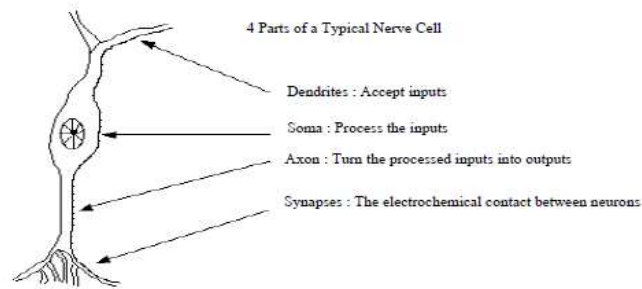 4 Parts of a Typical Nerve Cell
Dendrites : Accept inputs
Soma : Process the inputs
Axon : Turn the processed inputs into outputs
Synapses : The electrochemical contact between neurons